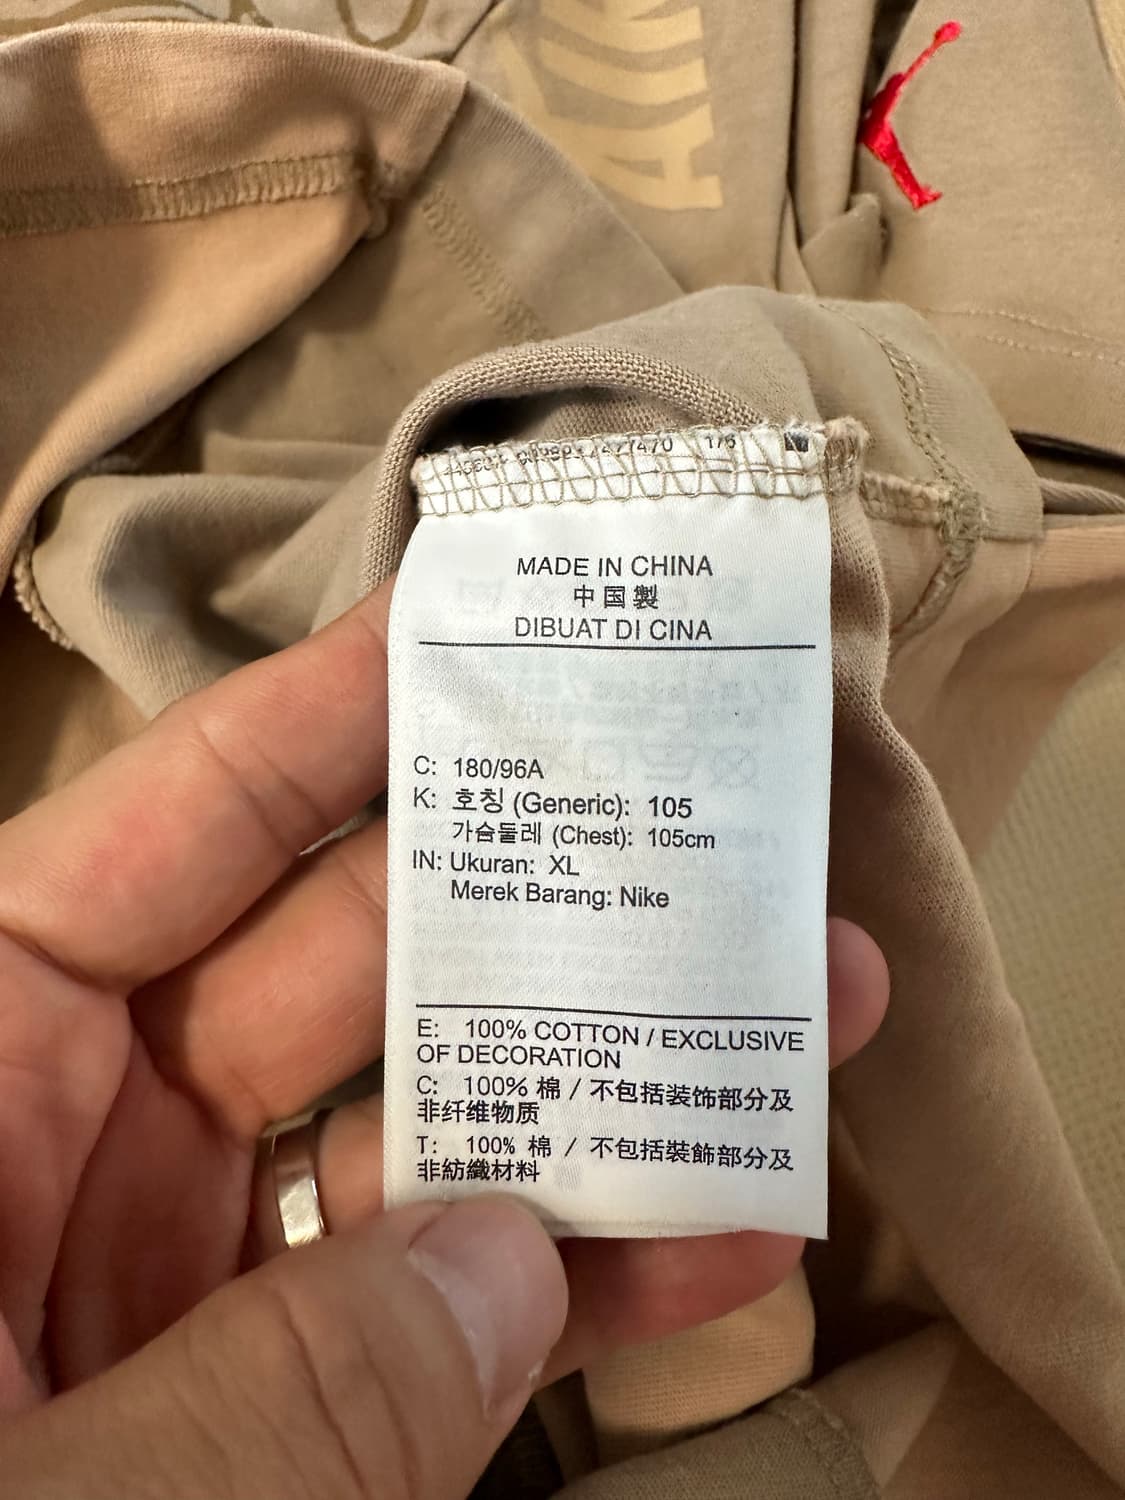 477470 1/6
MADE IN CHINA
中国製
DIBUAT DI CINA
C: 180/96A
K: 호칭 (Generic): 105
가슴둘레 (Chest): 105cm
IN: Ukuran: XL
Merek Barang: Nike
E: 100% COTTON / EXCLUSIVE
OF DECORATION
C: 100% 棉 / 不包括装饰部分及
非纤维物质
T: 100% 棉 / 不包括裝飾部分及
非紡織材料